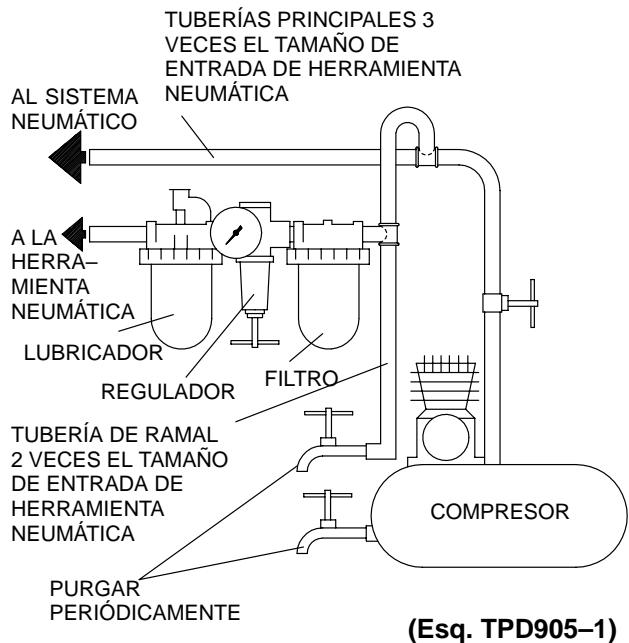 TUBERÍAS PRINCIPALES 3
VECES EL TAMAÑO DE
ENTRADA DE HERRAMIENTA
NEUMÁTICA
AL SISTEMA
NEUMÁTICO
A LA
HERRA–
MIENTA
NEUMÁTICA
LUBRICADOR
REGULADOR
FILTRO
TUBERÍA DE RAMAL
2 VECES EL TAMAÑO
DE ENTRADA DE
HERRAMIENTA
NEUMÁTICA
COMPRESOR
PURGAR
PERIÓDICAMENTE
(Esq. TPD905–1)